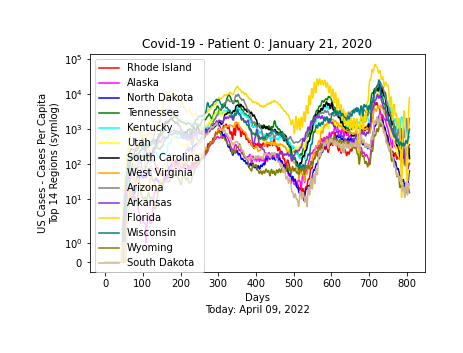 Covid-19 - Patient 0: January 21, 2020
US Cases - Cases Per Capita
Top 14 Regions (symlog)
10^5
10^4
10^3
10^2
10^1
10^0
0
Rhode Island
Alaska
North Dakota
Tennessee
Kentucky
Utah
South Carolina
West Virginia
Arizona
Arkansas
Florida
Wisconsin
Wyoming
South Dakota
0 100 200 300 400 500 600 700 800
Days
Today: April 09, 2022